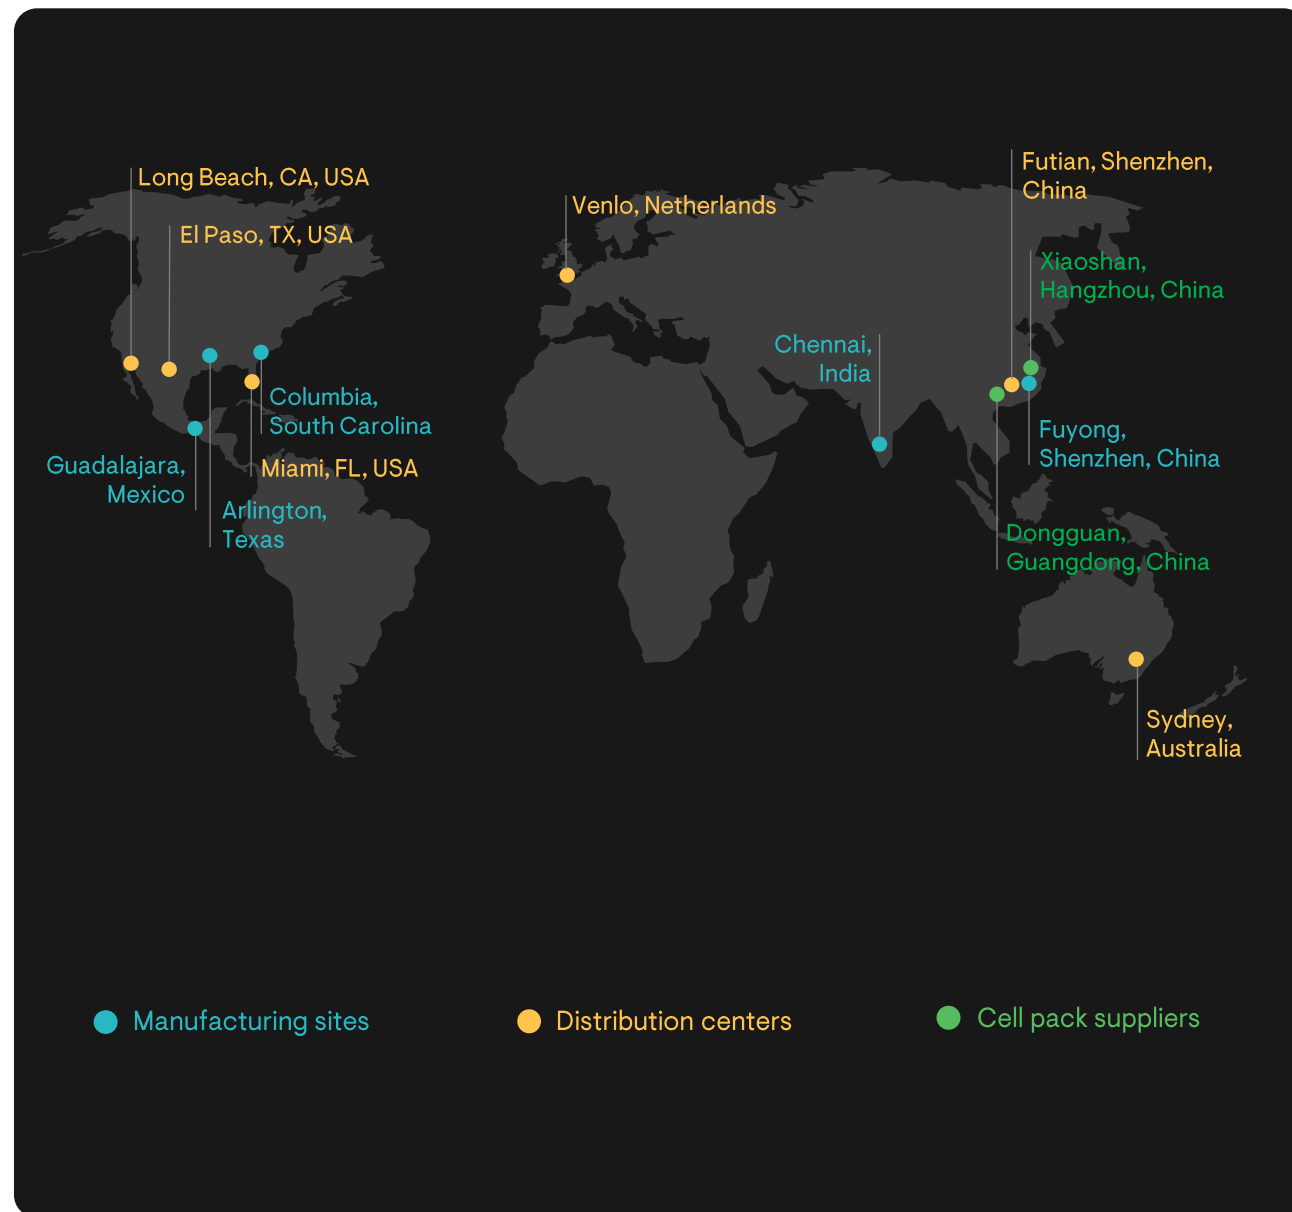 Long Beach, CA, USA
El Paso, TX, USA
Venlo, Netherlands
Futian, Shenzhen,
China
Xiaoshan,
Hangzhou, China
Chennai,
India
Columbia,
South Carolina
Miami, FL, USA
Guadalajara,
Mexico
Arlington,
Texas
Fuyong,
Shenzhen, China
Dongguan,
Guangdong, China
Sydney,
Australia
Manufacturing sites
Distribution centers
Cell pack suppliers